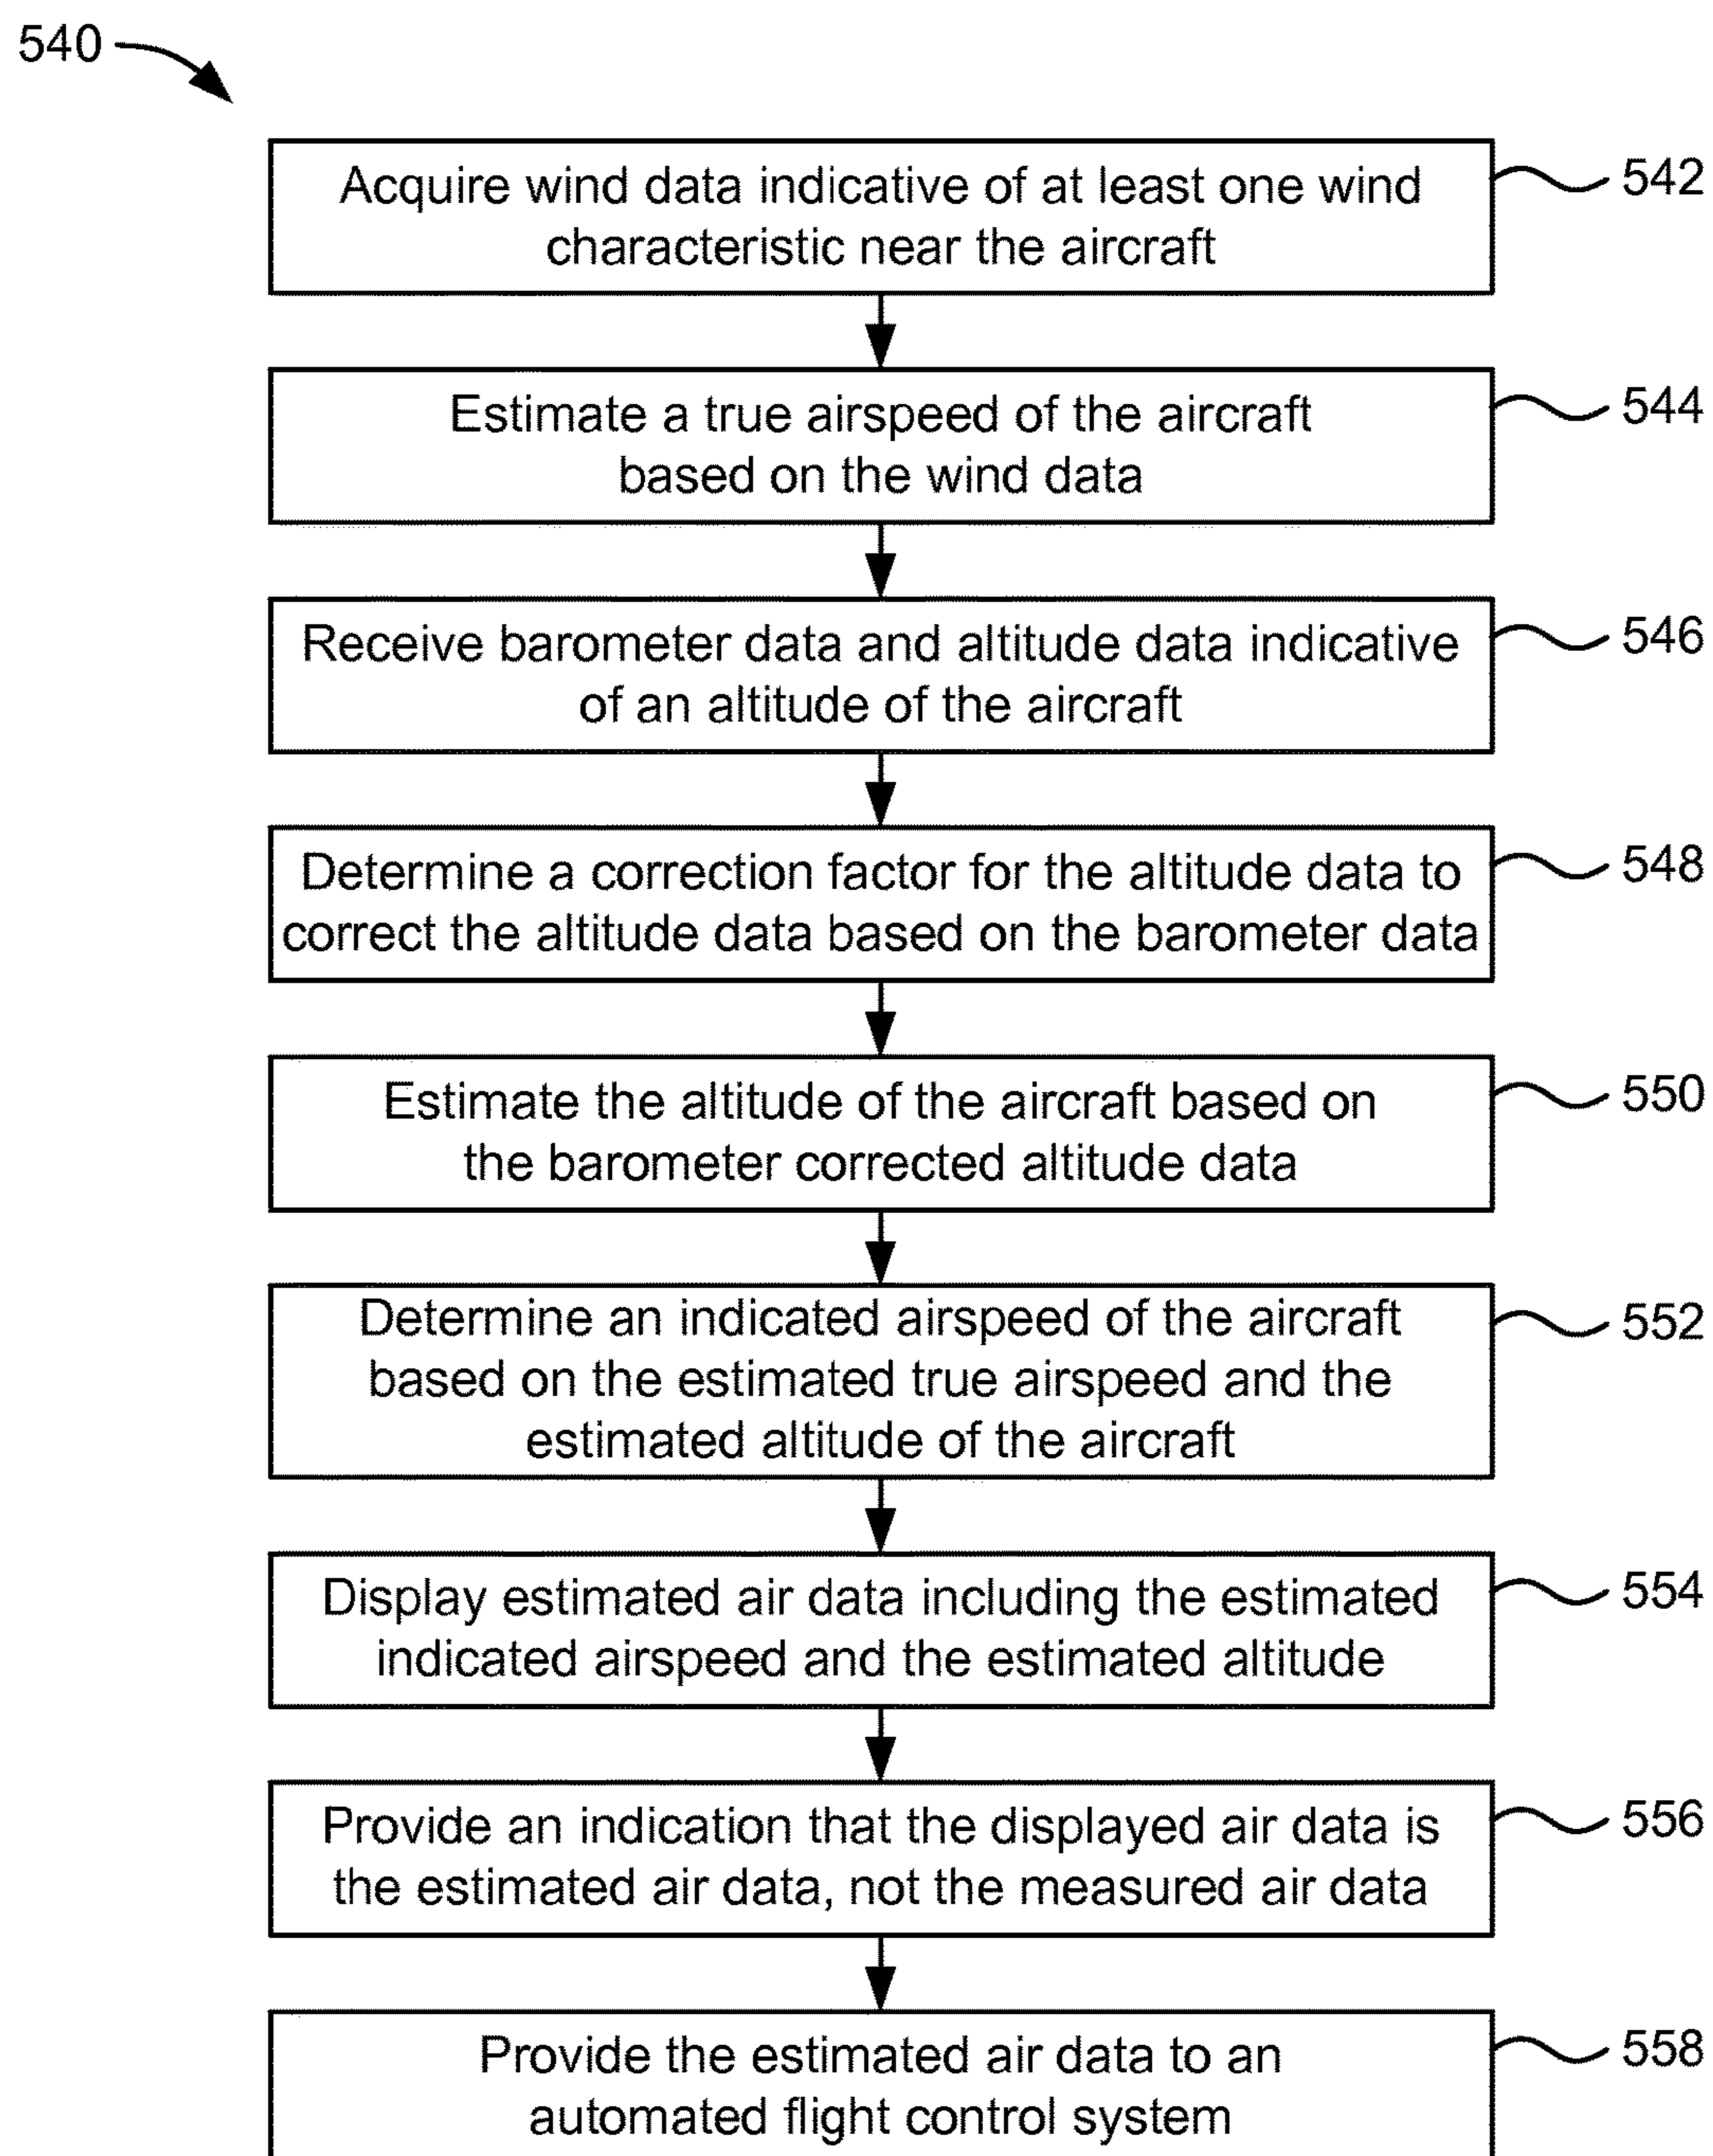 540
Acquire wind data indicative of at least one wind
characteristic near the aircraft
542
Estimate a true airspeed of the aircraft
based on the wind data
544
Receive barometer data and altitude data indicative
of an altitude of the aircraft
546
Determine a correction factor for the altitude data to
correct the altitude data based on the barometer data
548
Estimate the altitude of the aircraft based on
the barometer corrected altitude data
550
Determine an indicated airspeed of the aircraft
based on the estimated true airspeed and the
estimated altitude of the aircraft
552
Display estimated air data including the estimated
indicated airspeed and the estimated altitude
554
Provide an indication that the displayed air data is
the estimated air data, not the measured air data
556
Provide the estimated air data to an
automated flight control system
558